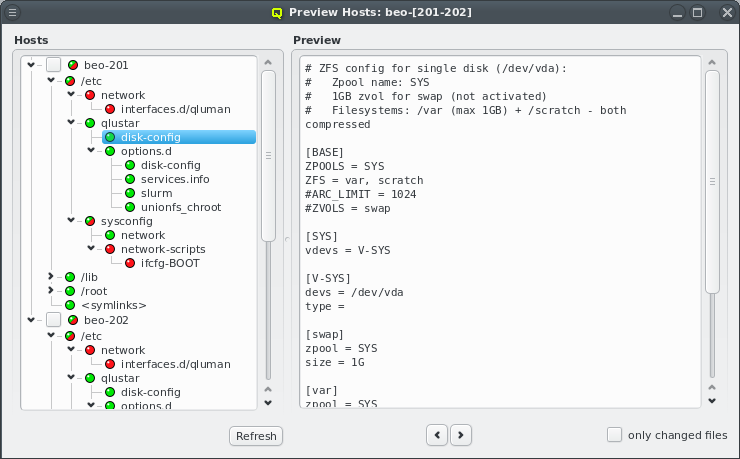 Preview Hosts: beo-[201-202]
Hosts
beo-201
/etc
network
interfaces.d/qluman
qlustar
disk-config
options.d
disk-config
services.info
slurm
unionfs_chroot
sysconfig
network
network-scripts
ifcfg-BOOT
/lib
/root
<symlinks>
beo-202
/etc
network
interfaces.d/qluman
qlustar
disk-config
options.d
Refresh
Preview
# ZFS config for single disk (/dev/vda):
#   Zpool name: SYS
#   1GB zvol for swap (not activated)
#   Filesystems: /var (max 1GB) + /scratch - both
compressed
[BASE]
ZPOOLS = SYS
ZFS = var, scratch
#ARC_LIMIT = 1024
#ZVOLS = swap
[SYS]
vdevs = V-SYS
[V-SYS]
devs = /dev/vda
type =
[swap]
zpool = SYS
size = 1G
[var]
zpool = SYS
only changed files